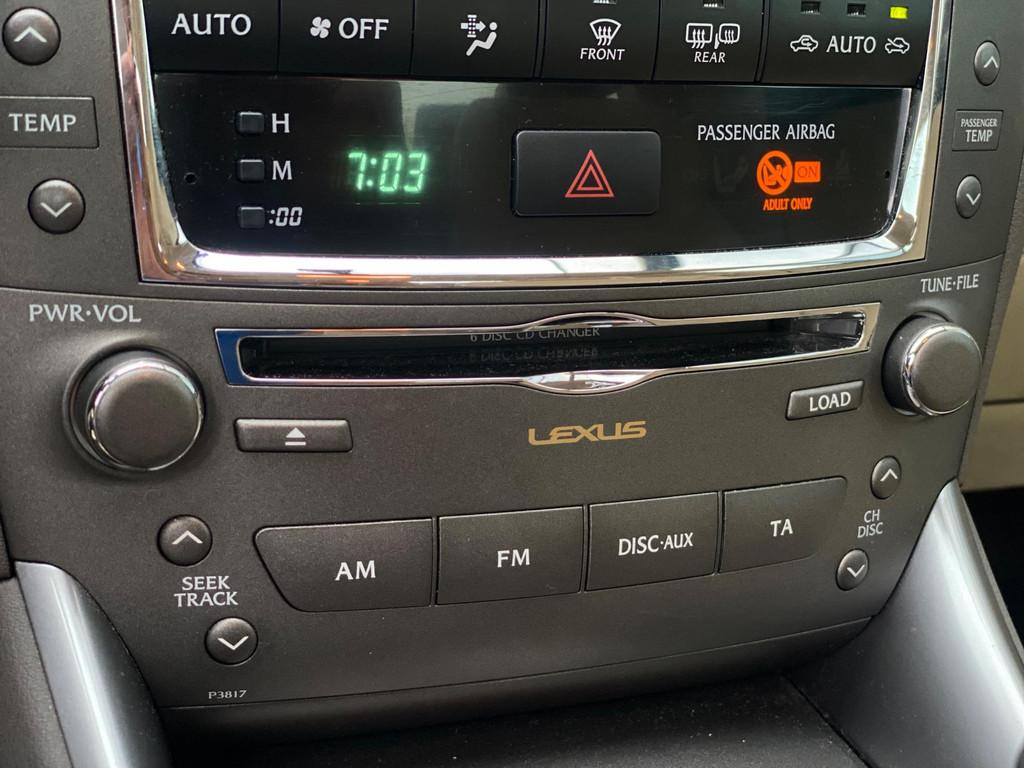 AUTO
OFF
FRONT
REAR
AUTO
TEMP
H
M
:00
7:03
PASSENGER AIRBAG
ON
ADULT ONLY
PASSENGER
TEMP
PWR·VOL
TUNE·FILE
6 DISC CD CHANGER
LOAD
LEXUS
AM
FM
DISC·AUX
TA
CH
DISC
SEEK
TRACK
P3817